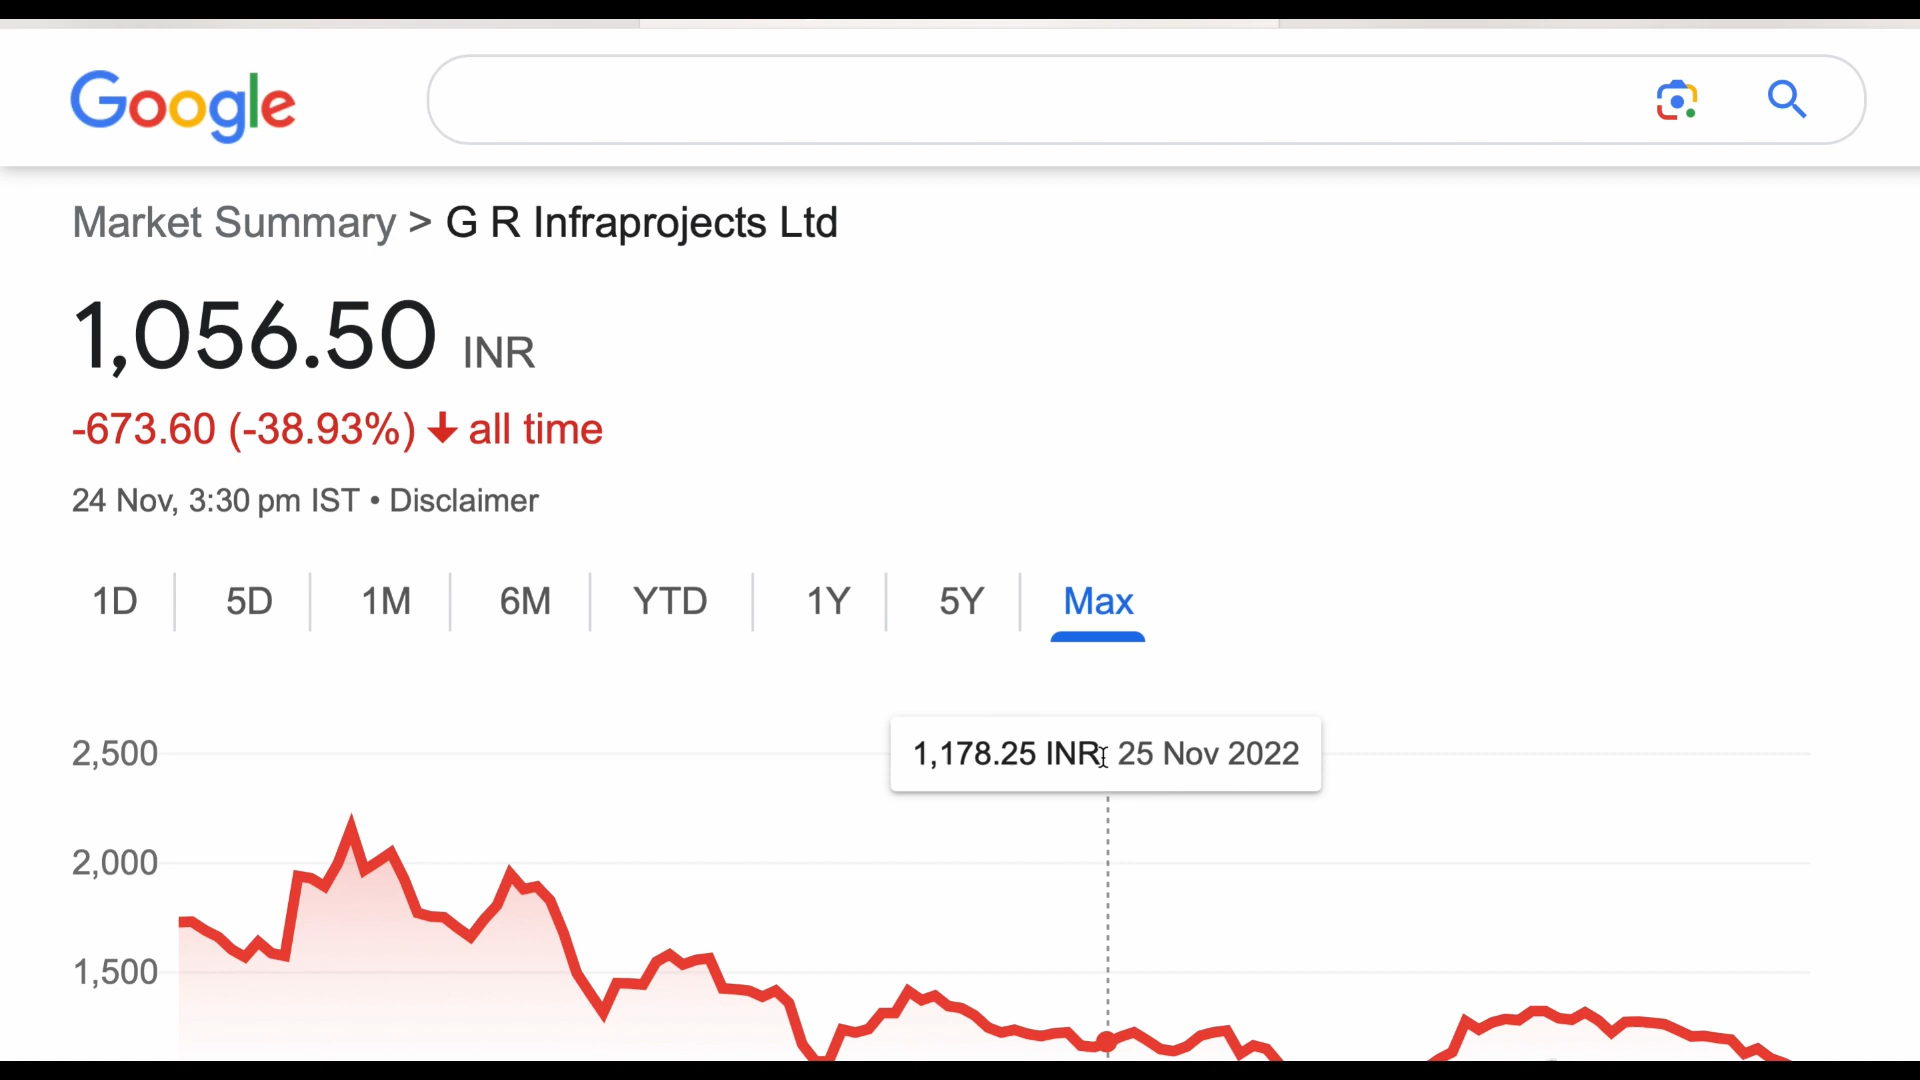 Google
Market Summary > G R Infraprojects Ltd
1,056.50 INR
-673.60 (-38.93%) ↓ all time
24 Nov, 3:30 pm IST • Disclaimer
1D 5D 1M 6M YTD 1Y 5Y Max
2,500
1,178.25 INR 25 Nov 2022
2,000
1,500